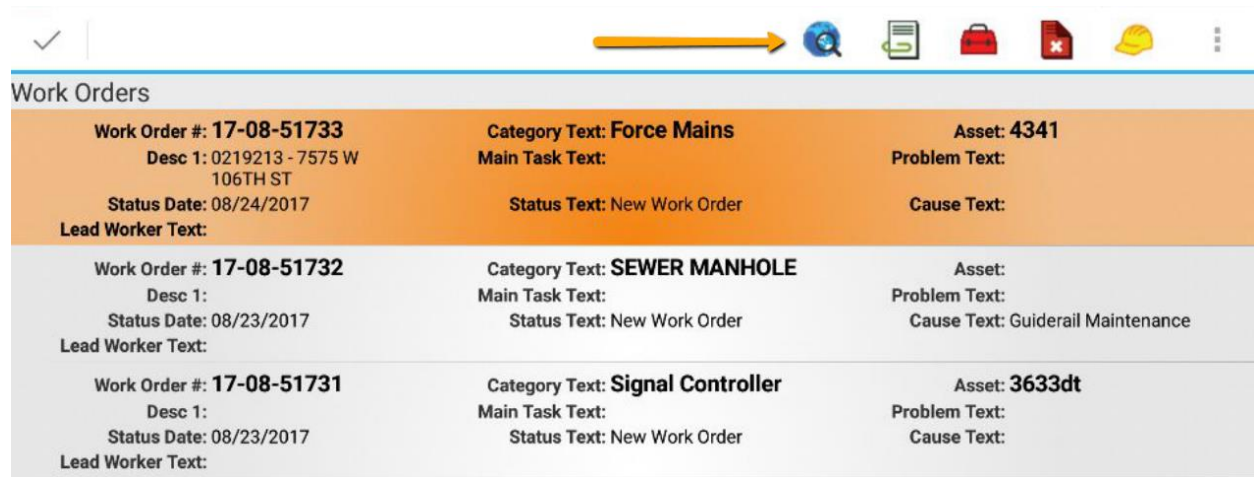 Work Orders
Work Order #: 17-08-51733 Category Text: Force Mains Asset: 4341
Desc 1: 0219213 - 7575 W Main Task Text: Problem Text:
106TH ST
Status Date: 08/24/2017 Status Text: New Work Order Cause Text:
Lead Worker Text:
Work Order #: 17-08-51732 Category Text: SEWER MANHOLE Asset:
Desc 1: Main Task Text: Problem Text:
Status Date: 08/23/2017 Status Text: New Work Order Cause Text: Guiderail Maintenance
Lead Worker Text:
Work Order #: 17-08-51731 Category Text: Signal Controller Asset: 3633dt
Desc 1: Main Task Text: Problem Text:
Status Date: 08/23/2017 Status Text: New Work Order Cause Text:
Lead Worker Text: